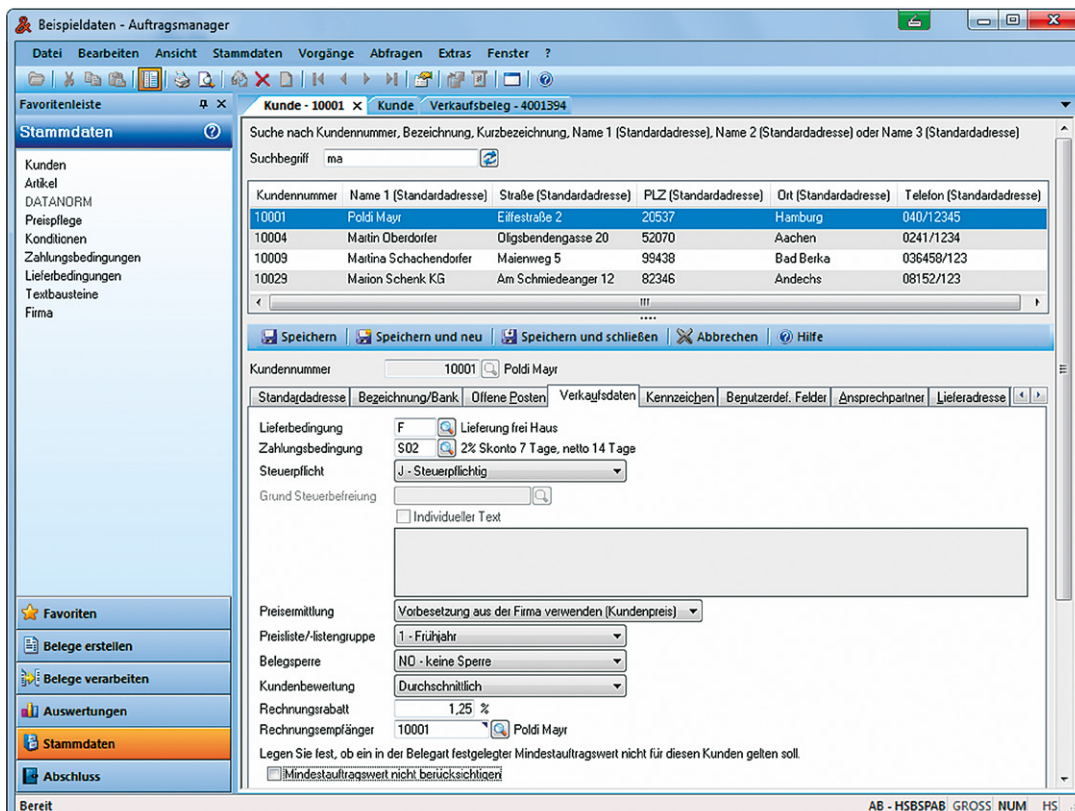 Beispieldaten - Auftragsmanager
Datei Bearbeiten Ansicht Stammdaten Vorgänge Abfragen Extras Fenster ?
Favoritenleiste
Stammdaten
Kunden
Artikel
DATANORM
Preispflege
Konditionen
Zahlungsbedingungen
Lieferbedingungen
Textbausteine
Firma
Favoriten
Belege erstellen
Belege verarbeiten
Auswertungen
Stammdaten
Abschluss
Kunde - 10001 Kunde Verkaufsbeleg - 4001394
Suche nach Kundennummer, Bezeichnung, Kurzbezeichnung, Name 1 (Standardadresse), Name 2 (Standardadresse) oder Name 3 (Standardadresse)
Suchbegriff ma
Kundennummer Name 1 (Standardadresse) Straße (Standardadresse) PLZ (Standardadresse) Ort (Standardadresse) Telefon (Standardadresse)
10001 Poldi Mayr Eiffestraße 2 20537 Hamburg 040/12345
10004 Martin Oberdorfer Oligsbendengasse 20 52070 Aachen 0241/1234
10009 Martina Schachendorfer Maienweg 5 99438 Bad Berka 036458/123
10029 Marion Schenk KG Am Schmiedeanger 12 82346 Andechs 08152/123
Speichern Speichern und neu Speichern und schließen Abbrechen Hilfe
Kundennummer 10001 Poldi Mayr
Standardadresse Bezeichnung/Bank Offene Posten Verkaufsdaten Kennzeichen Benutzerdef. Felder Ansprechpartner Lieferadresse
Lieferbedingung F Lieferung frei Haus
Zahlungsbedingung S02 2% Skonto 7 Tage, netto 14 Tage
Steuerpflicht J - Steuerpflichtig
Grund Steuerbefreiung
Individueller Text
Preisermittlung Vorbesetzung aus der Firma verwenden (Kundenpreis)
Preisliste/-listengruppe 1 - Frühjahr
Belegsperre NO - keine Sperre
Kundenbewertung Durchschnittlich
Rechnungsrabatt 1,25 %
Rechnungsempfänger 10001 Poldi Mayr
Legen Sie fest, ob ein in der Belegart festgelegter Mindestauftragswert nicht für diesen Kunden gelten soll.
Mindestauftragswert nicht berücksichtigen
Bereit AB - HSBSPAB GROSS NUM HS